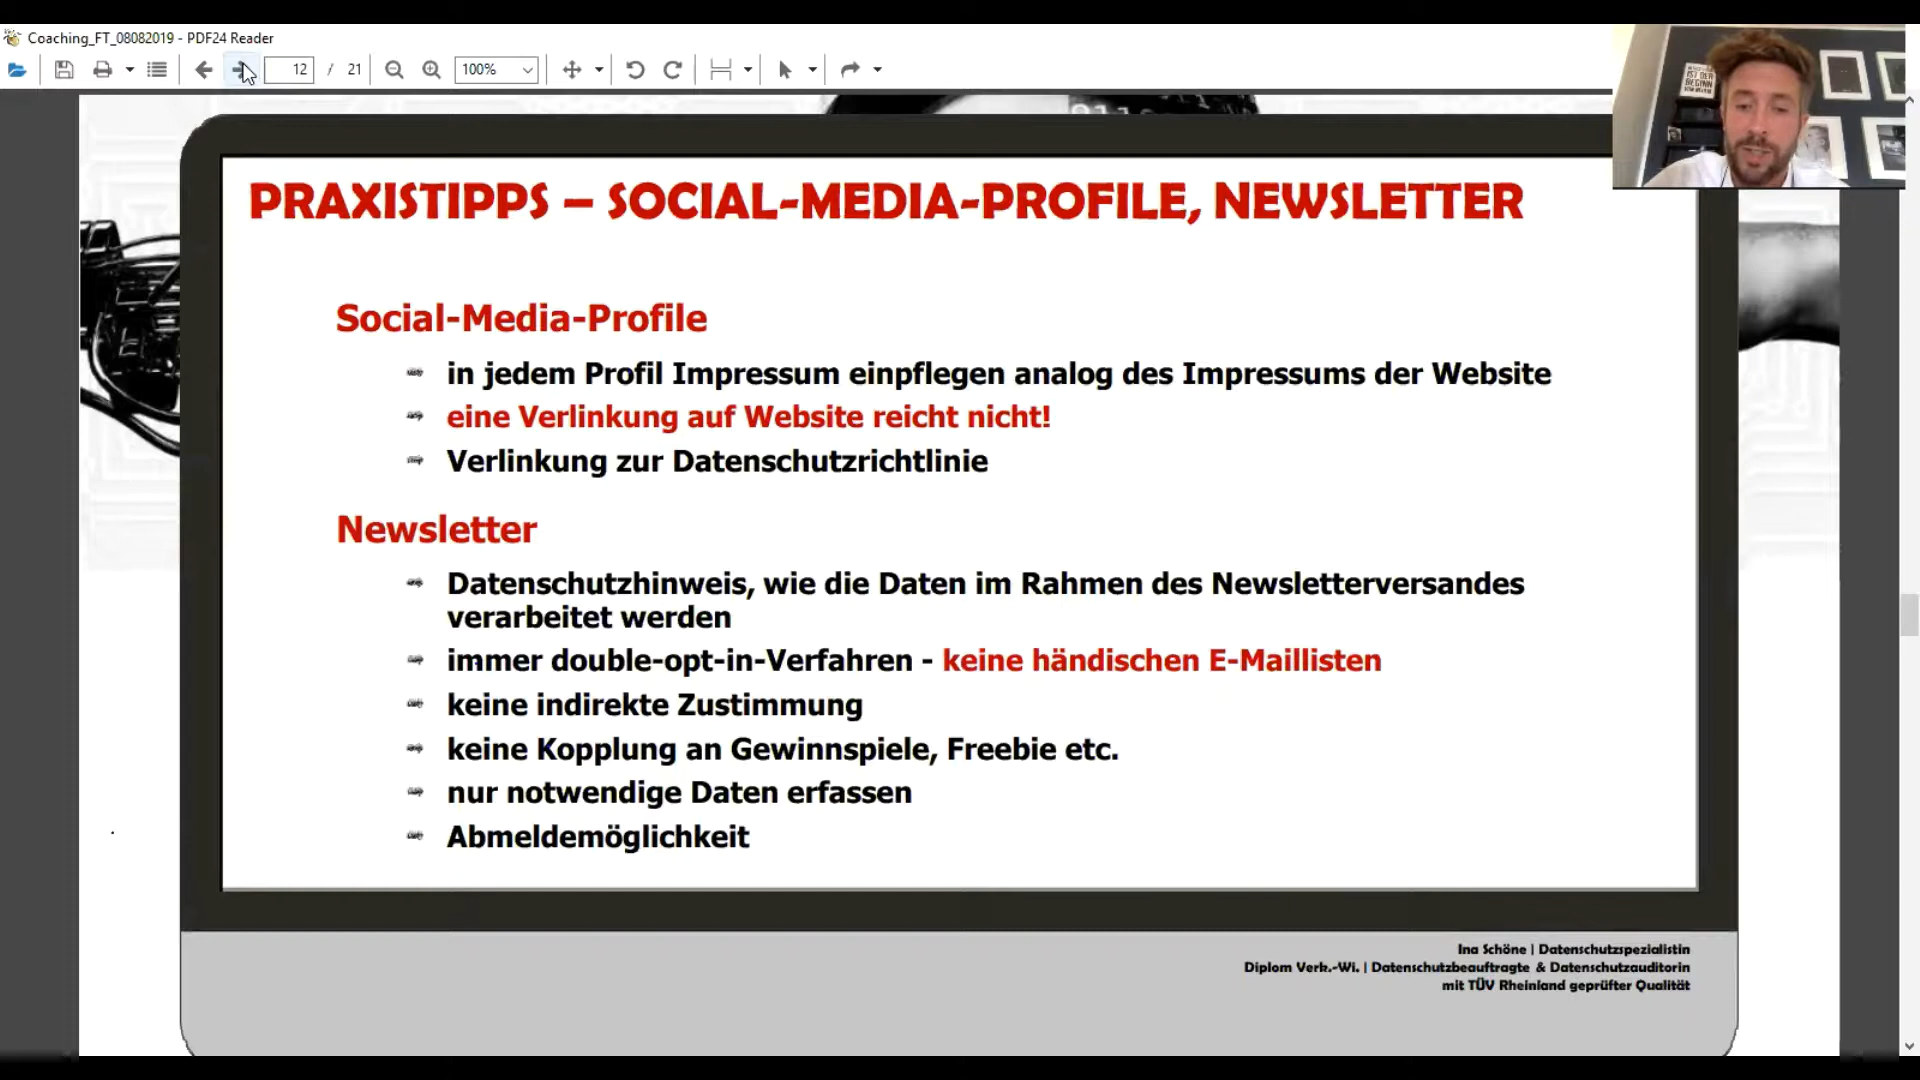 Coaching_FT_08082019 - PDF24 Reader
12 / 21
100%
IST DER
BEGINN
PRAXISTIPPS – SOCIAL-MEDIA-PROFILE, NEWSLETTER
Social-Media-Profile
in jedem Profil Impressum einpflegen analog des Impressums der Website
eine Verlinkung auf Website reicht nicht!
Verlinkung zur Datenschutzrichtlinie
Newsletter
Datenschutzhinweis, wie die Daten im Rahmen des Newsletterversandes
verarbeitet werden
immer double-opt-in-Verfahren - keine händischen E-Maillisten
keine indirekte Zustimmung
keine Kopplung an Gewinnspiele, Freebie etc.
nur notwendige Daten erfassen
Abmeldemöglichkeit
Ina Schöne | Datenschutzspezialistin
Diplom Verk.-Wi. | Datenschutzbeauftragte & Datenschutzauditorin
mit TÜV Rheinland geprüfter Qualität